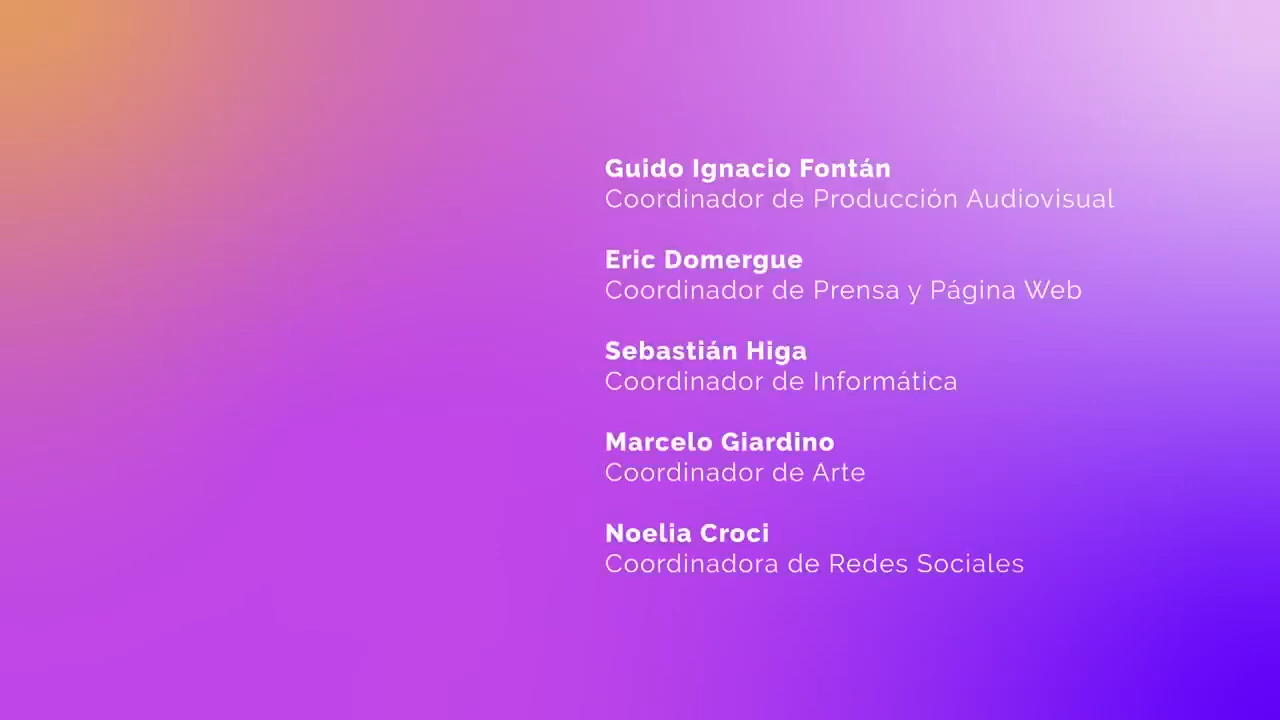 Guido Ignacio Fontán
Coordinador de Producción Audiovisual
Eric Domergue
Coordinador de Prensa y Página Web
Sebastián Higa
Coordinador de Informática
Marcelo Giardino
Coordinador de Arte
Noelia Croci
Coordinadora de Redes Sociales